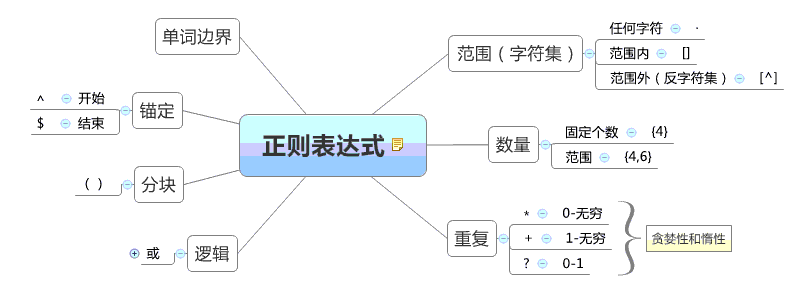 正则表达式
单词边界
锚定
^ 开始
$ 结束
分块
( )
逻辑
或
范围（字符集）
任何字符 .
范围内 []
范围外（反字符集） [^]
数量
固定个数 {4}
范围 {4,6}
重复
* 0-无穷
+ 1-无穷
? 0-1
贪婪性和惰性